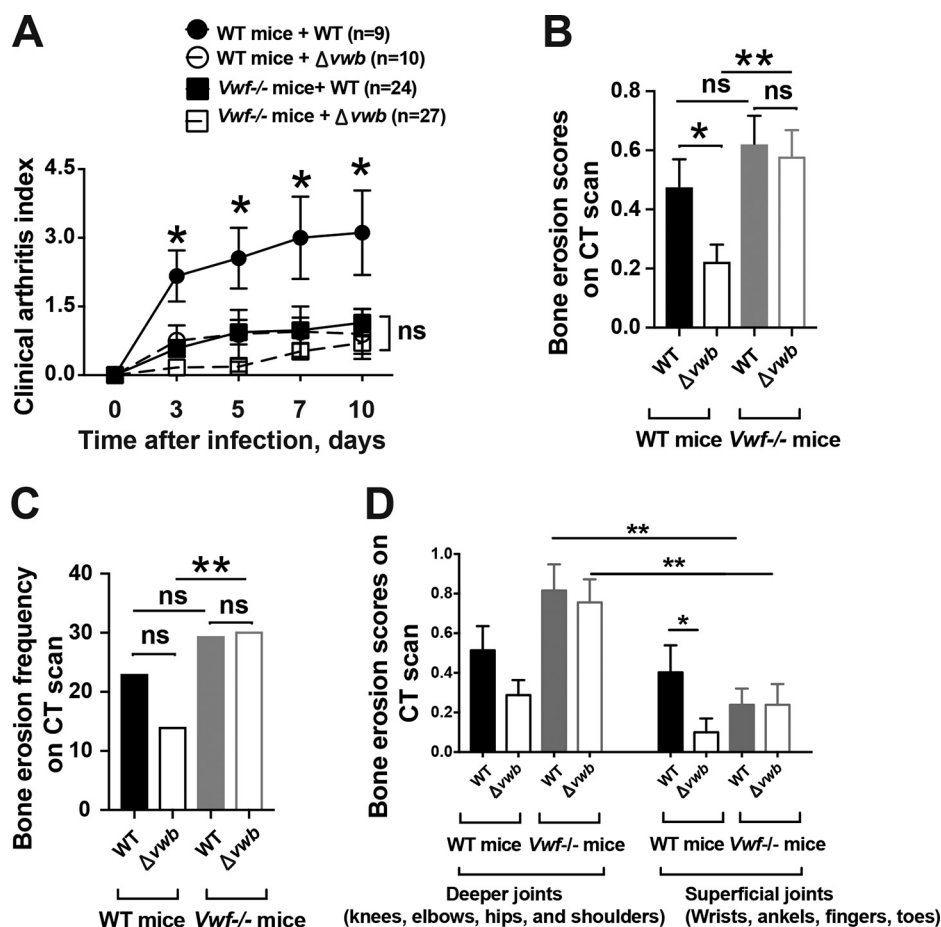 A
WT mice + WT (n=9)
WT mice + Δvwb (n=10)
Vwf-/- mice+ WT (n=24)
Vwf-/- mice + Δvwb (n=27)
Clinical arthritis index
4.5
3.0
1.5
0.0
* * * *
ns
0 3 5 7 10
Time after infection, days
B
Bone erosion scores
on CT scan
0.8
0.6
0.4
0.2
0.0
**
ns ns
*
WT Δvwb WT Δvwb
WT mice Vwf-/- mice
C
Bone erosion frequency
on CT scan
40
30
20
10
0
**
ns ns
ns
WT Δvwb WT Δvwb
WT mice Vwf-/- mice
D
Bone erosion scores on
CT scan
1.0
0.8
0.6
0.4
0.2
0.0
**
**
*
WT Δvwb WT Δvwb WT Δvwb WT Δvwb
WT mice Vwf-/- mice WT mice Vwf-/- mice
Deeper joints
(knees, elbows, hips, and shoulders)
Superficial joints
(Wrists, ankels, fingers, toes)